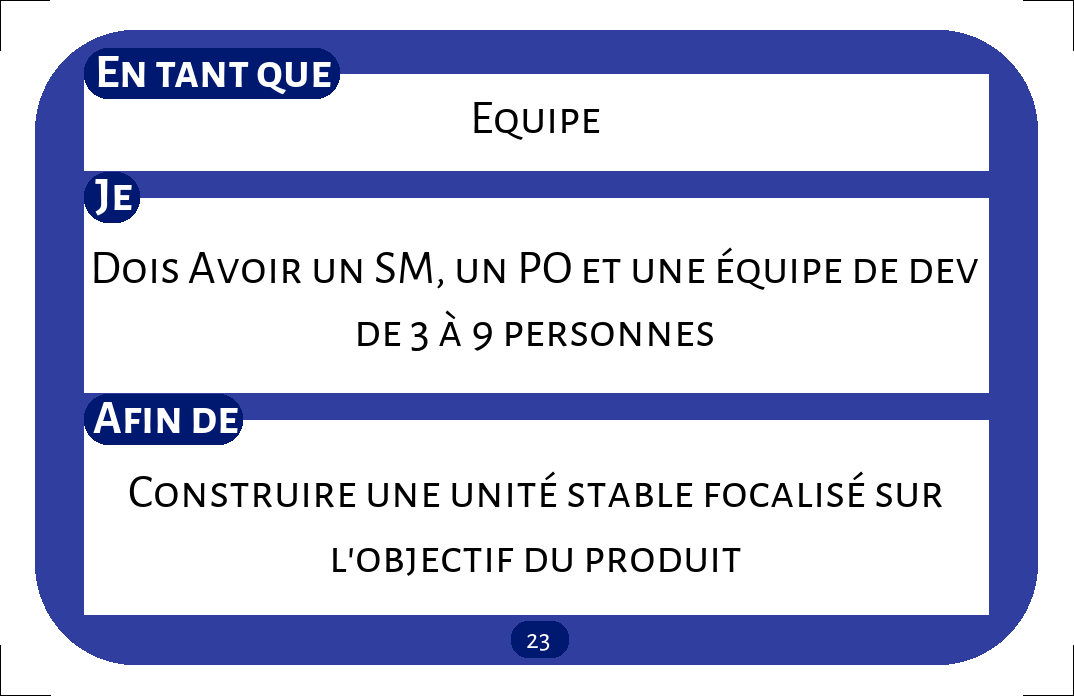 En tant que
Equipe
Je
Dois Avoir un SM, un PO et une équipe de dev
de 3 à 9 personnes
Afin de
Construire une unité stable focalisé sur
l'objectif du produit
23